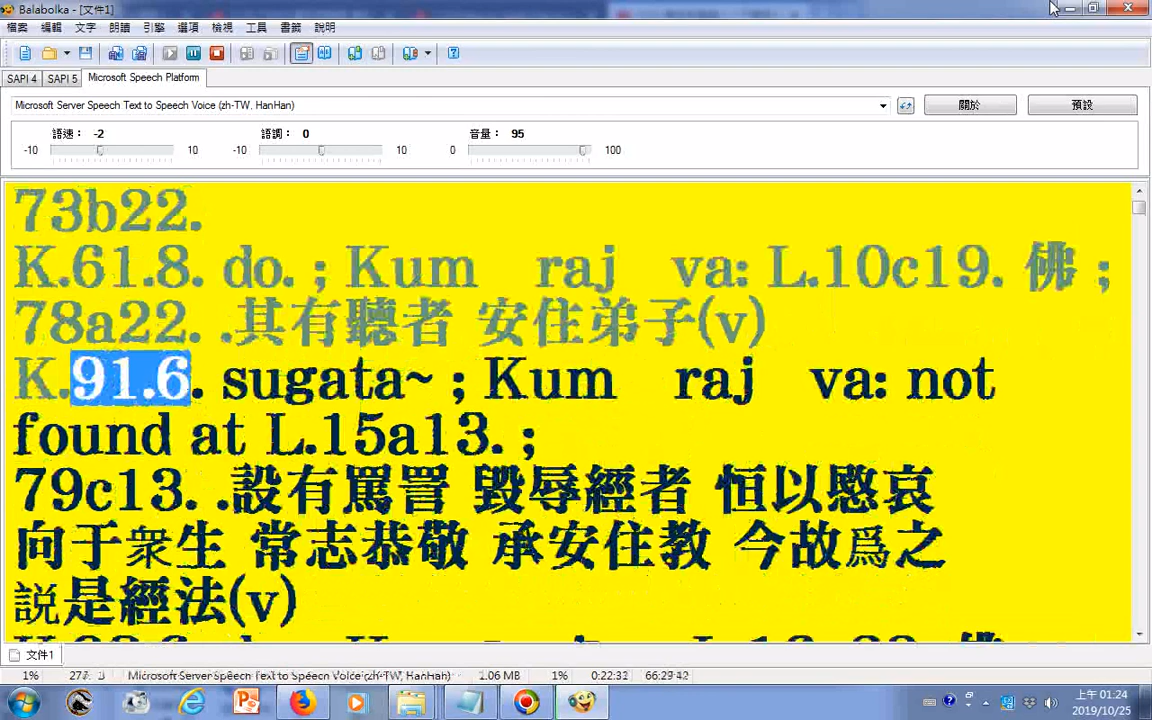 Balabolka - [文件1]
檔案 編輯 文字 朗讀 引擎 選項 檢視 工具 書籤 說明
SAPI 4 SAPI 5 Microsoft Speech Platform
Microsoft Server Speech Text to Speech Voice (zh-TW, HanHan) 關於 預設
語速： -2 語調： 0 音量： 95
-10 10 -10 10 0 100
73b22.
K.61.8. do. ; Kum raj va: L.10c19. 佛 ;
78a22. .其有聽者 安住弟子(v)
K.91.6. sugata~ ; Kum raj va: not
found at L.15a13. ;
79c13. .設有罵詈 毀辱經者 恒以愍哀
向于衆生 常志恭敬 承安住教 今故爲之
説是經法(v)
文件1
1% Microsoft Server Speech Text to Speech Voice (zh-TW, HanHan) 1.06 MB 1% 0:22:32 66:29:42
上午 01:24
2019/10/25